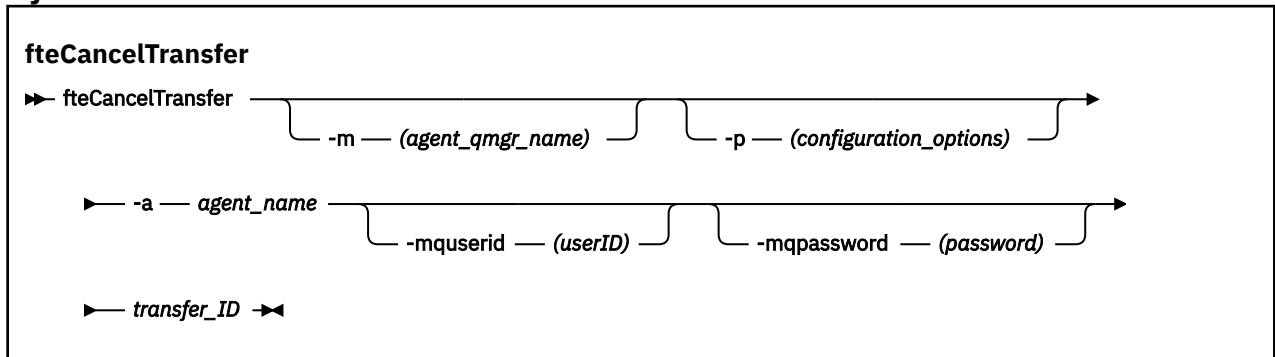 fteCancelTransfer
fteCancelTransfer
-m (agent_qmgr_name) -p (configuration_options)
-a agent_name
-mquserid (userID) -mqpassword (password)
transfer_ID